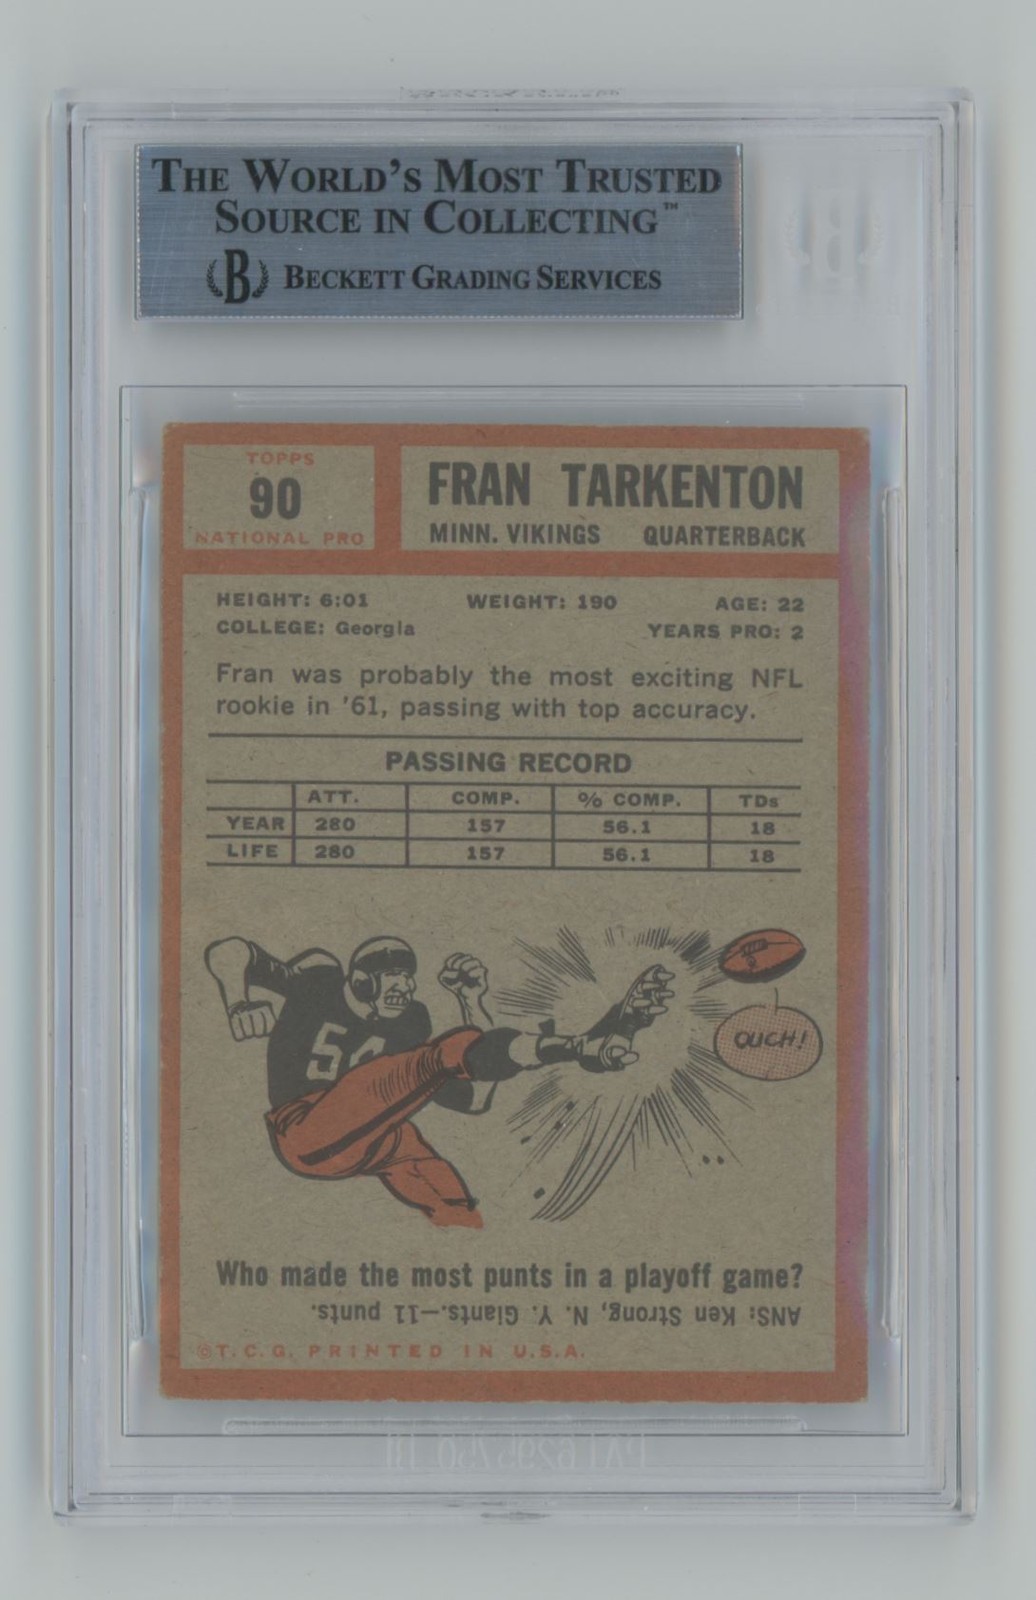 THE WORLD'S MOST TRUSTED
SOURCE IN COLLECTING™
B BECKETT GRADING SERVICES
TOPPS
90
NATIONAL PRO
FRAN TARKENTON
MINN. VIKINGS QUARTERBACK
HEIGHT: 6:01 WEIGHT: 190 AGE: 22
COLLEGE: Georgia YEARS PRO: 2
Fran was probably the most exciting NFL
rookie in '61, passing with top accuracy.
PASSING RECORD
ATT. COMP. % COMP. TDs
YEAR 280 157 56.1 18
LIFE 280 157 56.1 18
54
OUCH!
Who made the most punts in a playoff game?
ANS: Ken Strong, N. Y. Giants.—11 punts.
©T.C.G. PRINTED IN U.S.A.